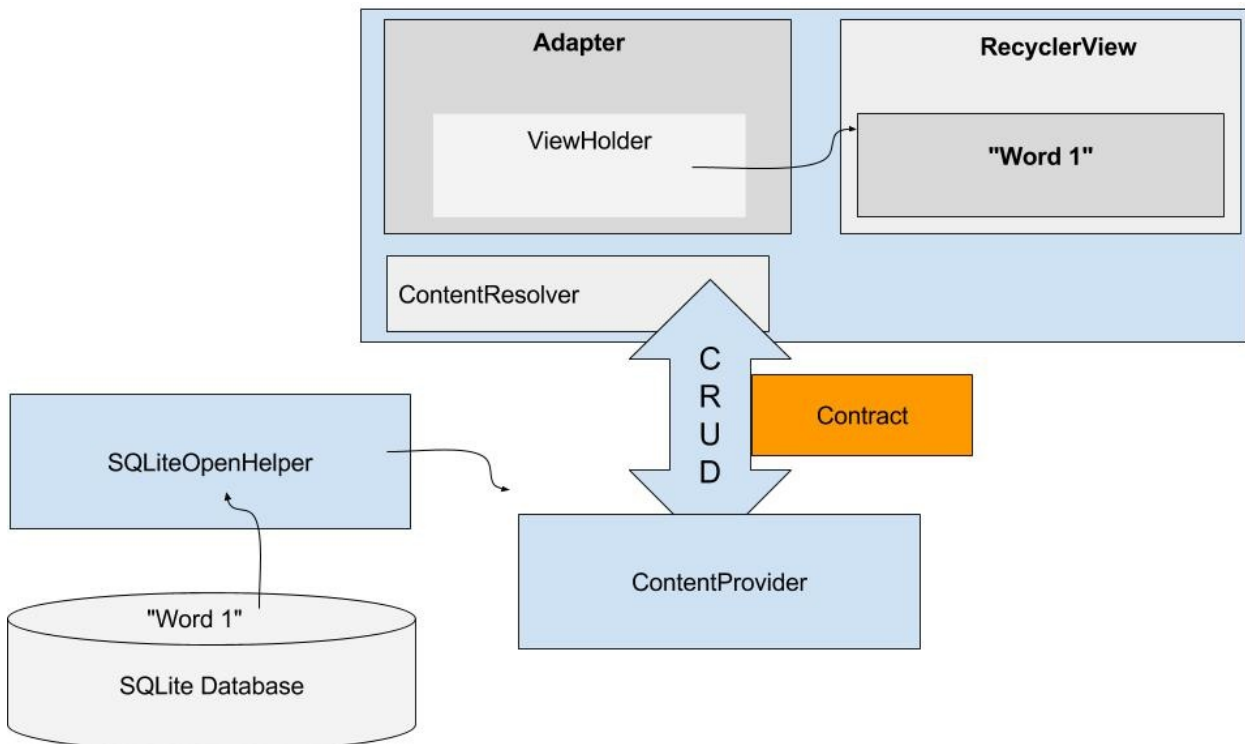 Adapter
RecyclerView
ViewHolder
"Word 1"
ContentResolver
C
R
U
D
Contract
SQLiteOpenHelper
ContentProvider
"Word 1"
SQLite Database